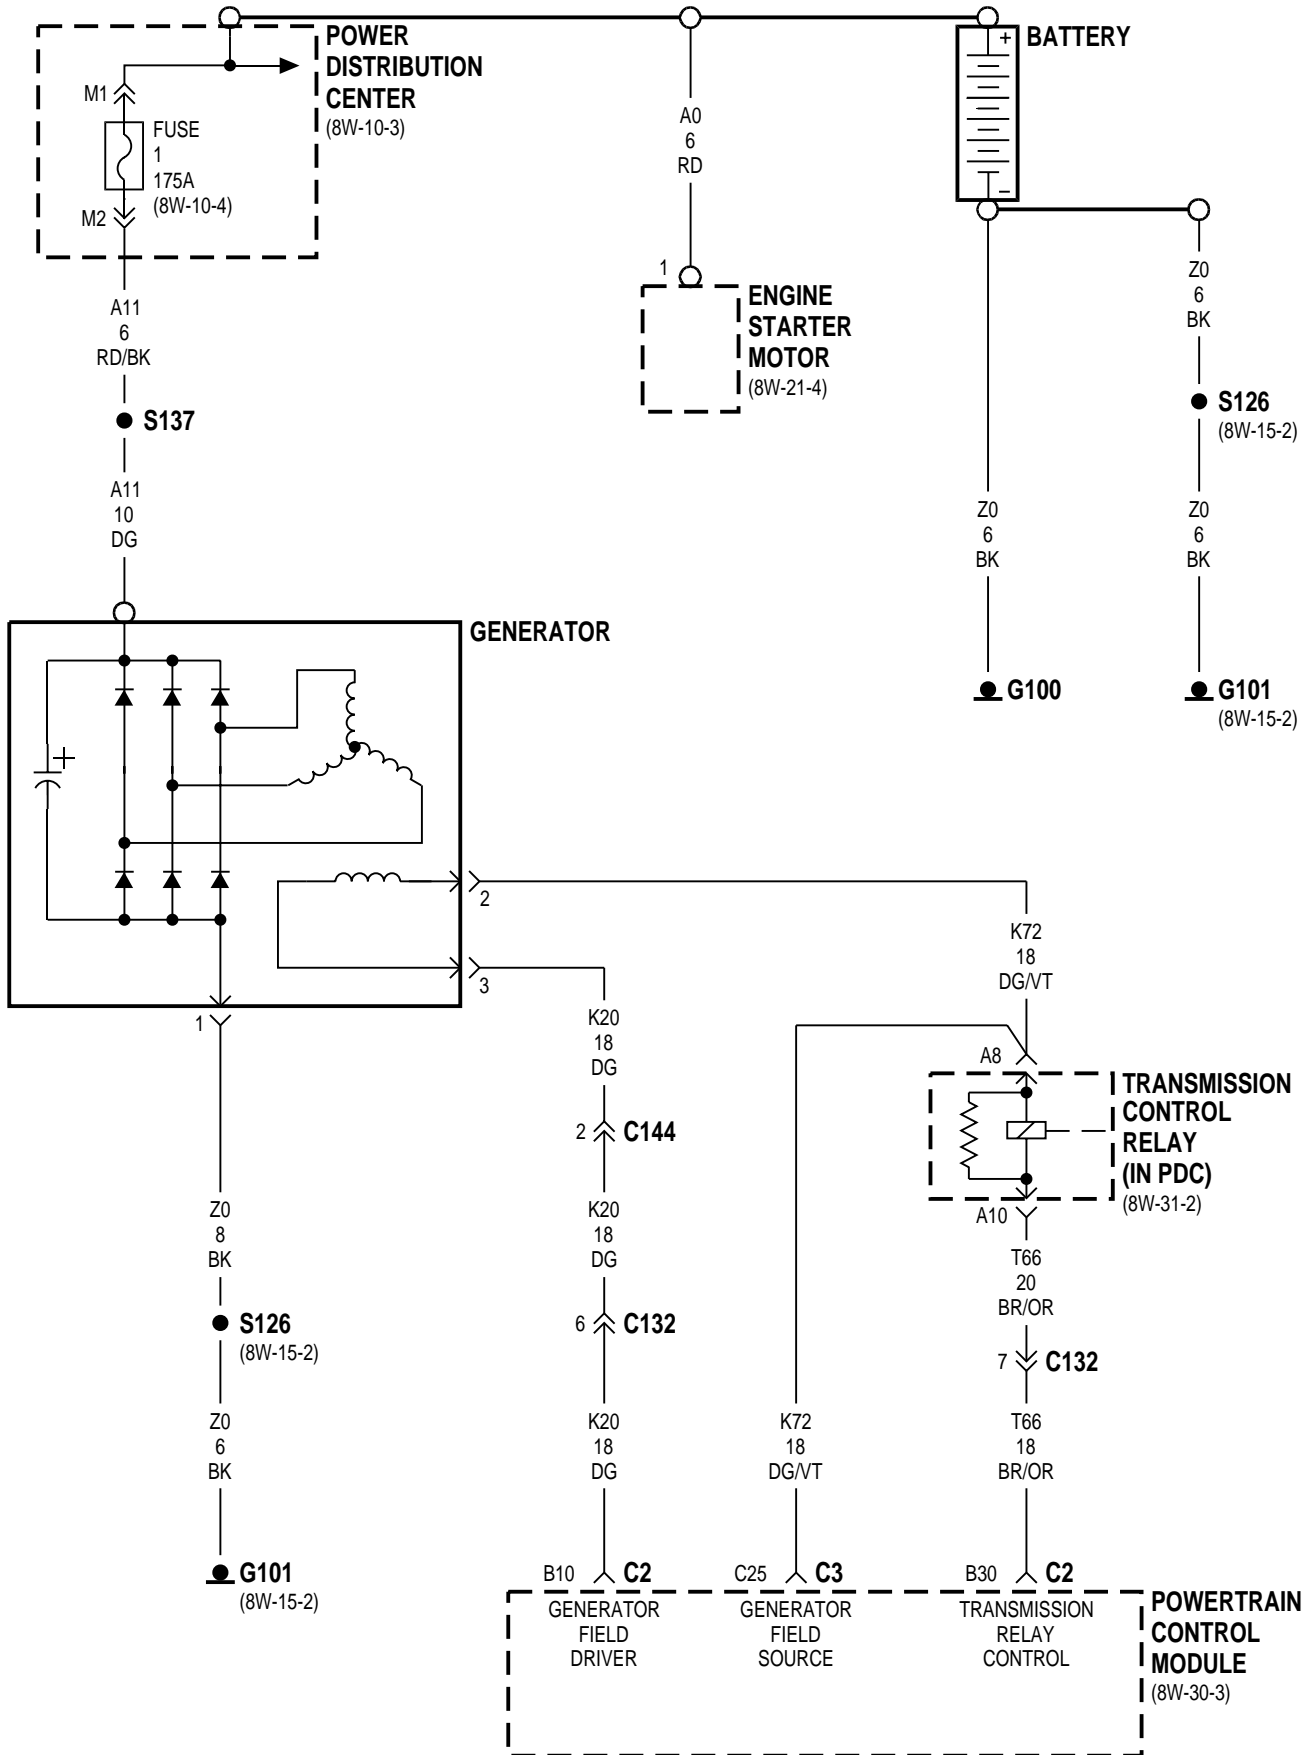 POWER
DISTRIBUTION
CENTER
(8W-10-3)
BATTERY
+
–
M1
FUSE
1
175A
(8W-10-4)
M2
A0
6
RD
1
ENGINE
STARTER
MOTOR
(8W-21-4)
A11
6
RD/BK
S137
A11
10
DG
Z0
6
BK
S126
(8W-15-2)
Z0
6
BK
Z0
6
BK
G100
G101
(8W-15-2)
GENERATOR
+
2
3
1
K72
18
DG/VT
K20
18
DG
A8
TRANSMISSION
CONTROL
RELAY
(IN PDC)
(8W-31-2)
2
C144
A10
Z0
8
BK
K20
18
DG
T66
20
BR/OR
S126
(8W-15-2)
6
C132
7
C132
Z0
6
BK
K20
18
DG
K72
18
DG/VT
T66
18
BR/OR
G101
(8W-15-2)
B10
C2
C25
C3
B30
C2
GENERATOR
FIELD
DRIVER
GENERATOR
FIELD
SOURCE
TRANSMISSION
RELAY
CONTROL
POWERTRAIN
CONTROL
MODULE
(8W-30-3)